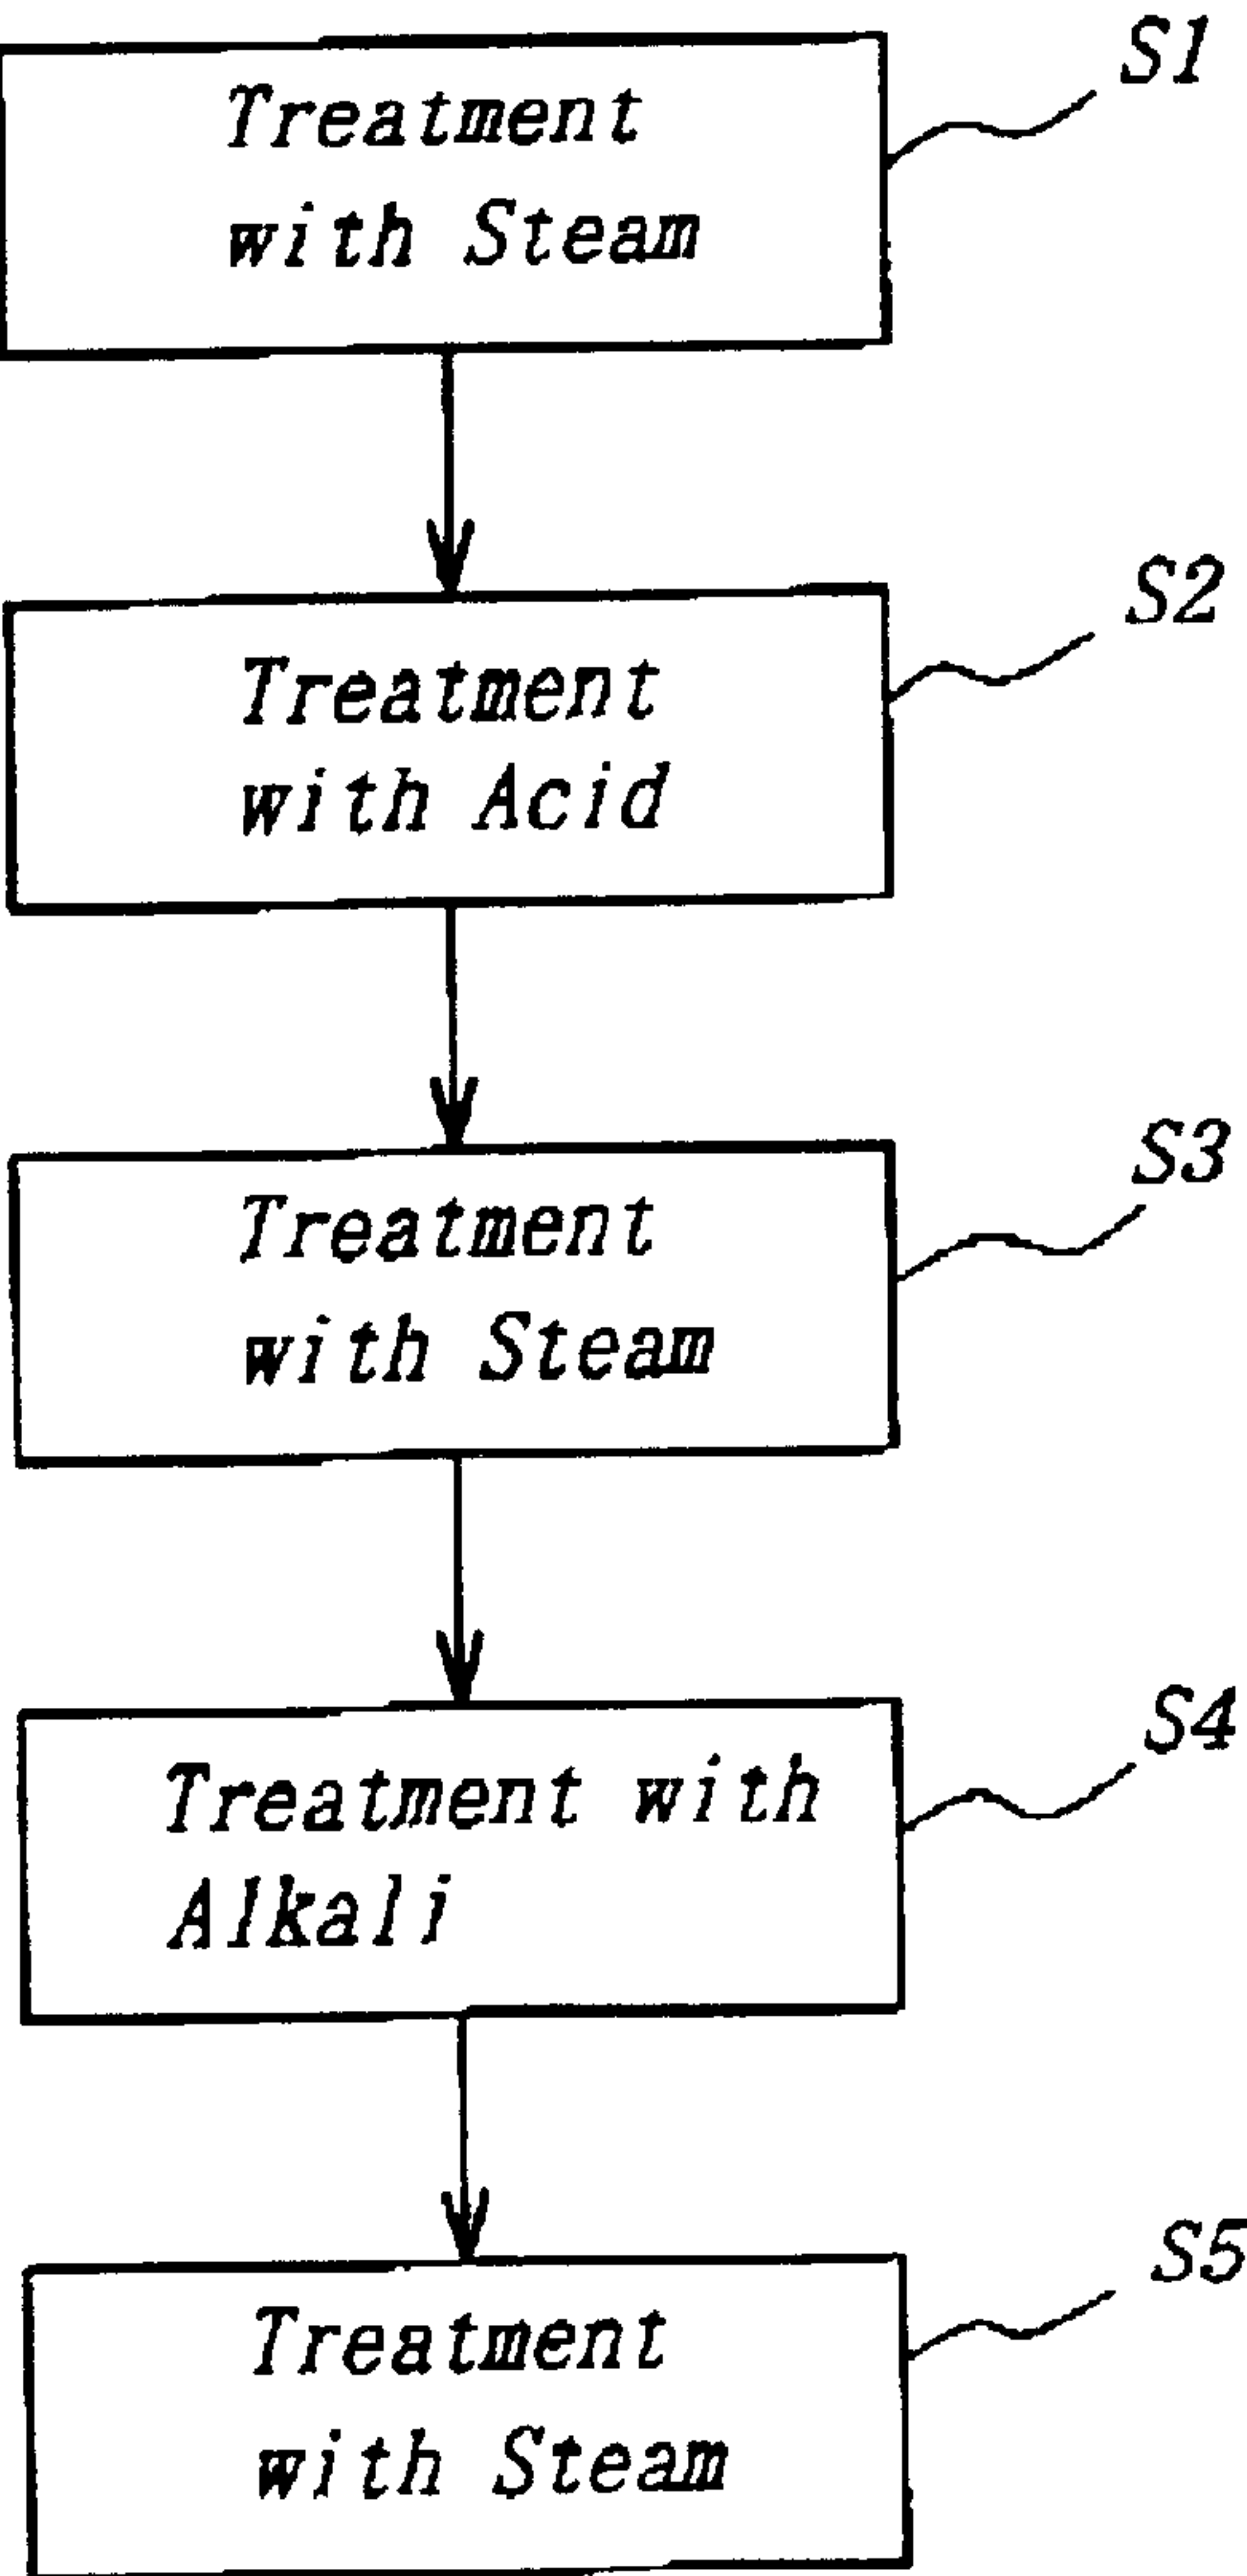 S1
Treatment
with Steam
S2
Treatment
with Acid
S3
Treatment
with Steam
S4
Treatment with
Alkali
S5
Treatment
with Steam